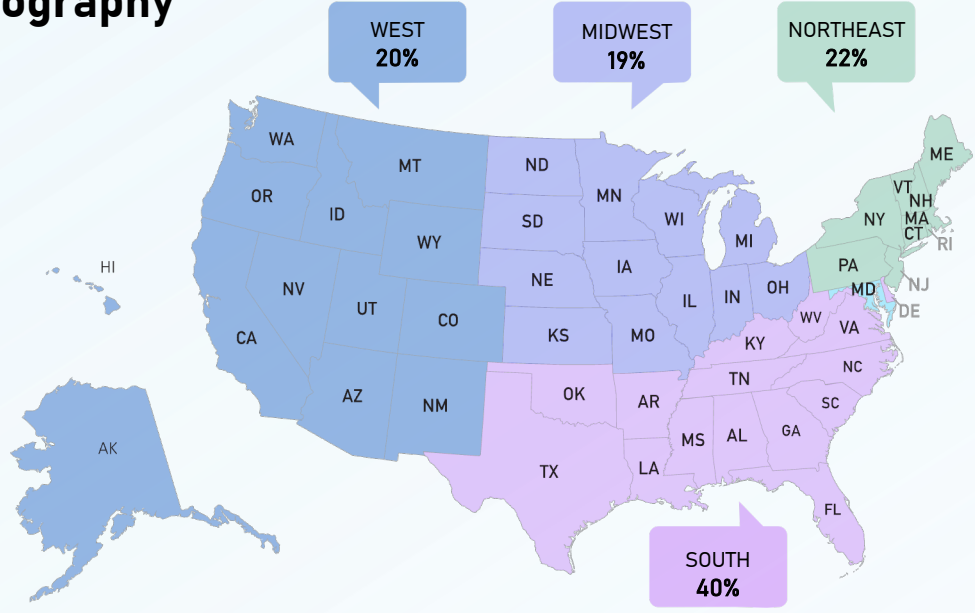 ography
WEST
20%
MIDWEST
19%
NORTHEAST
22%
WA
OR
ID
MT
WY
NV
UT
CO
CA
AZ
NM
HI
AK
ND
SD
NE
KS
MN
IA
MO
WI
IL
MI
IN
OH
ME
VT
NH
NY
MA
CT
RI
PA
NJ
MD
DE
WV
VA
KY
NC
TN
SC
OK
AR
TX
LA
MS
AL
GA
FL
SOUTH
40%